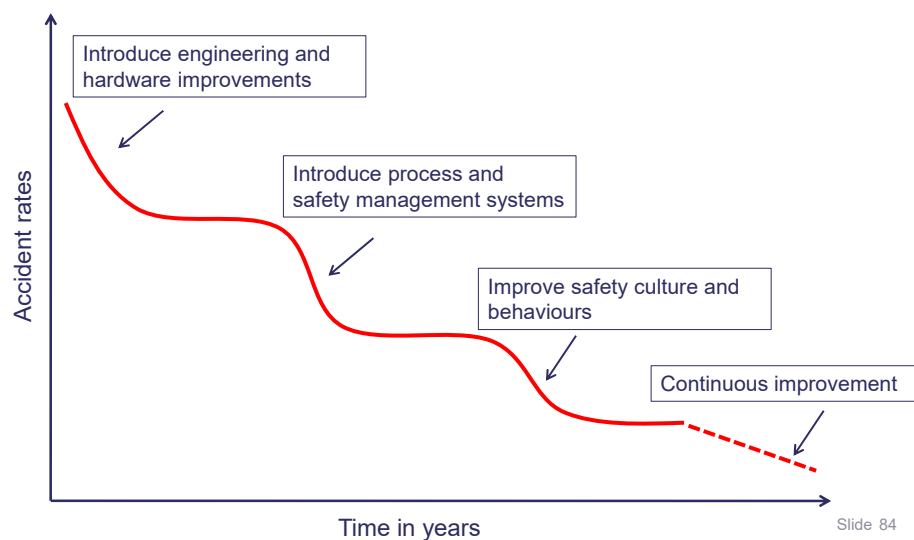 Introduce engineering and
hardware improvements
Introduce process and
safety management systems
Improve safety culture and
behaviours
Continuous improvement
Accident rates
Time in years
Slide 84